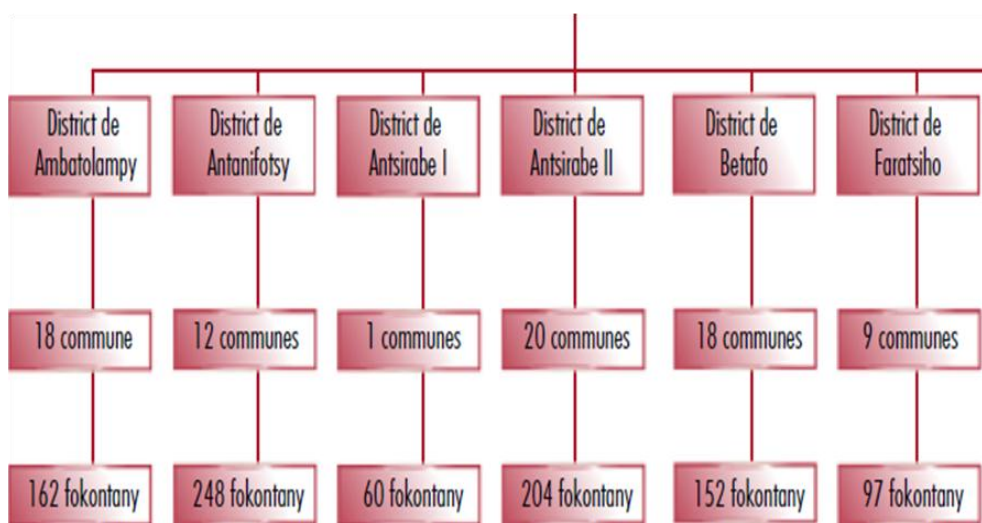 District de
Ambatolampy
District de
Antanifotsy
District de
Antsirabe I
District de
Antsirabe II
District de
Betafo
District de
Faratsiho
18 commune
12 communes
1 communes
20 communes
18 communes
9 communes
162 fokontany
248 fokontany
60 fokontany
204 fokontany
152 fokontany
97 fokontany